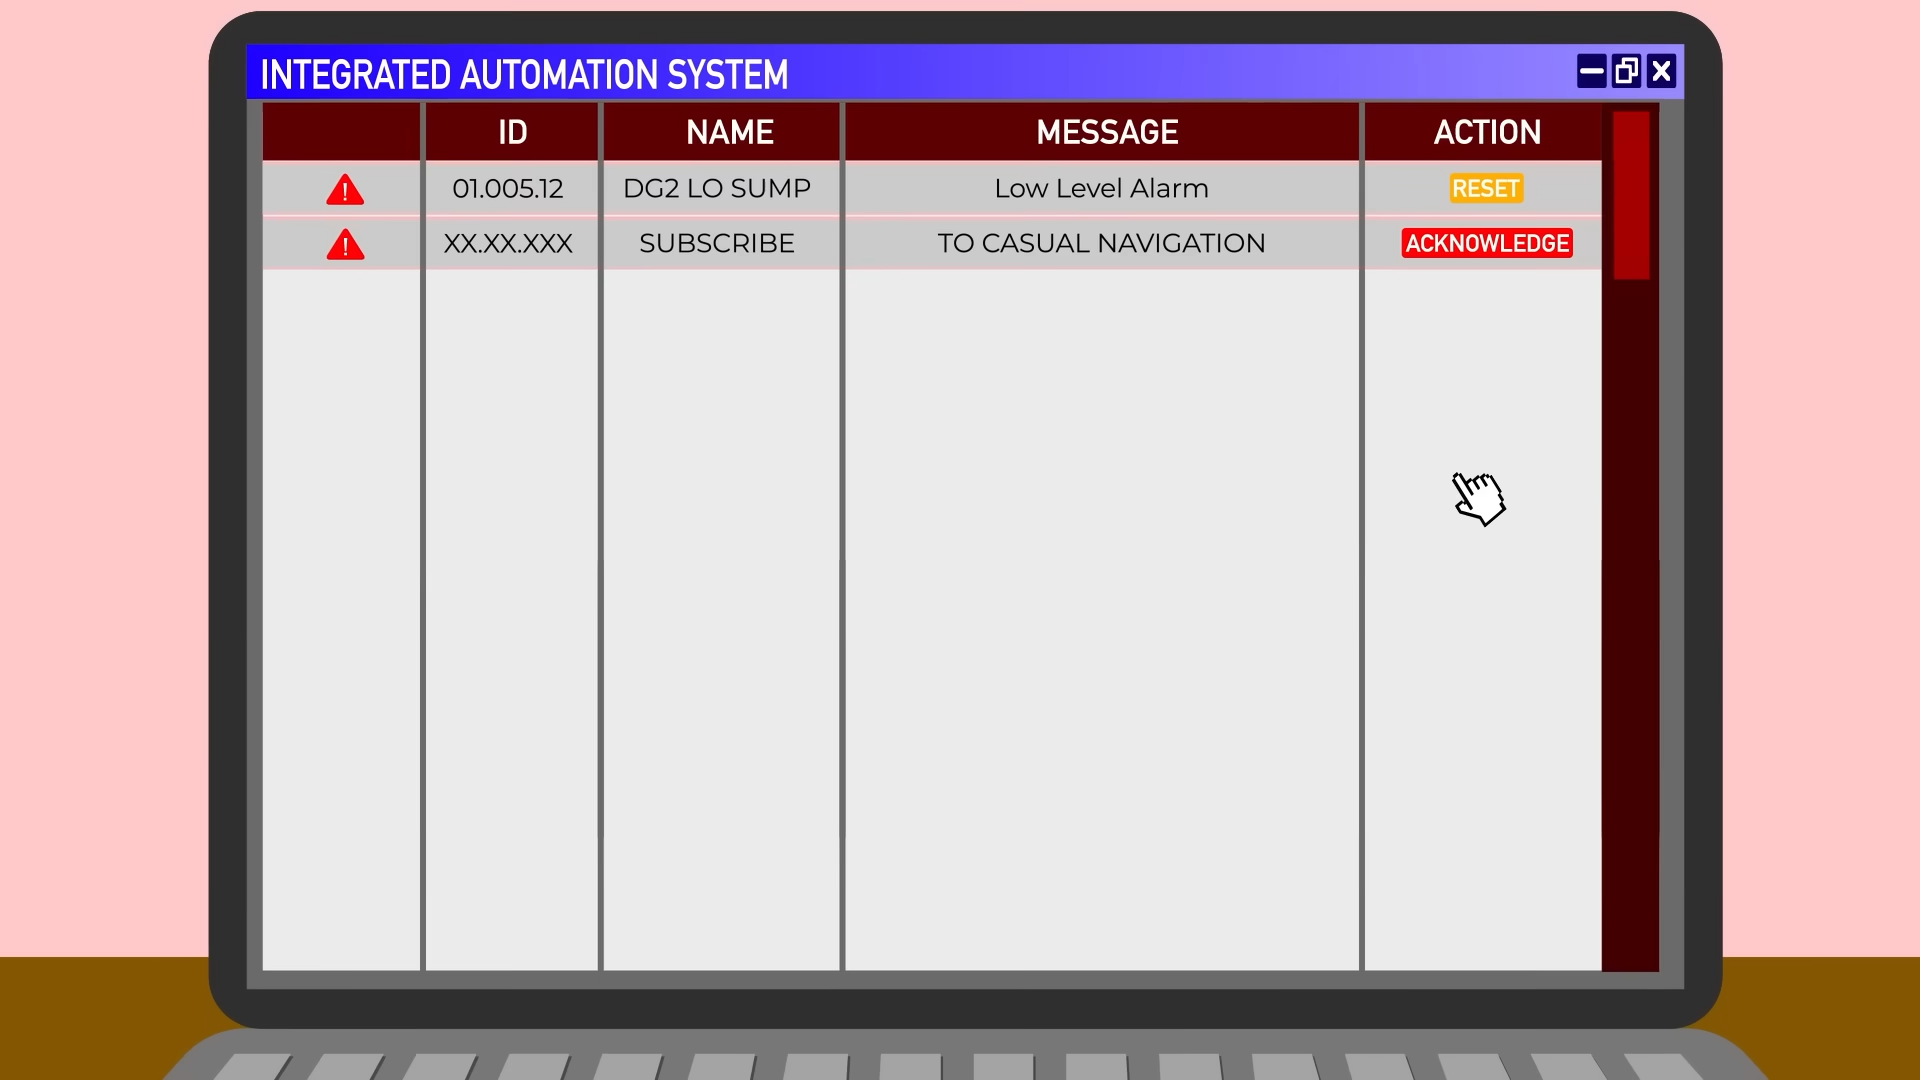 INTEGRATED AUTOMATION SYSTEM
ID NAME MESSAGE ACTION
01.005.12 DG2 LO SUMP Low Level Alarm RESET
XX.XX.XXX SUBSCRIBE TO CASUAL NAVIGATION ACKNOWLEDGE